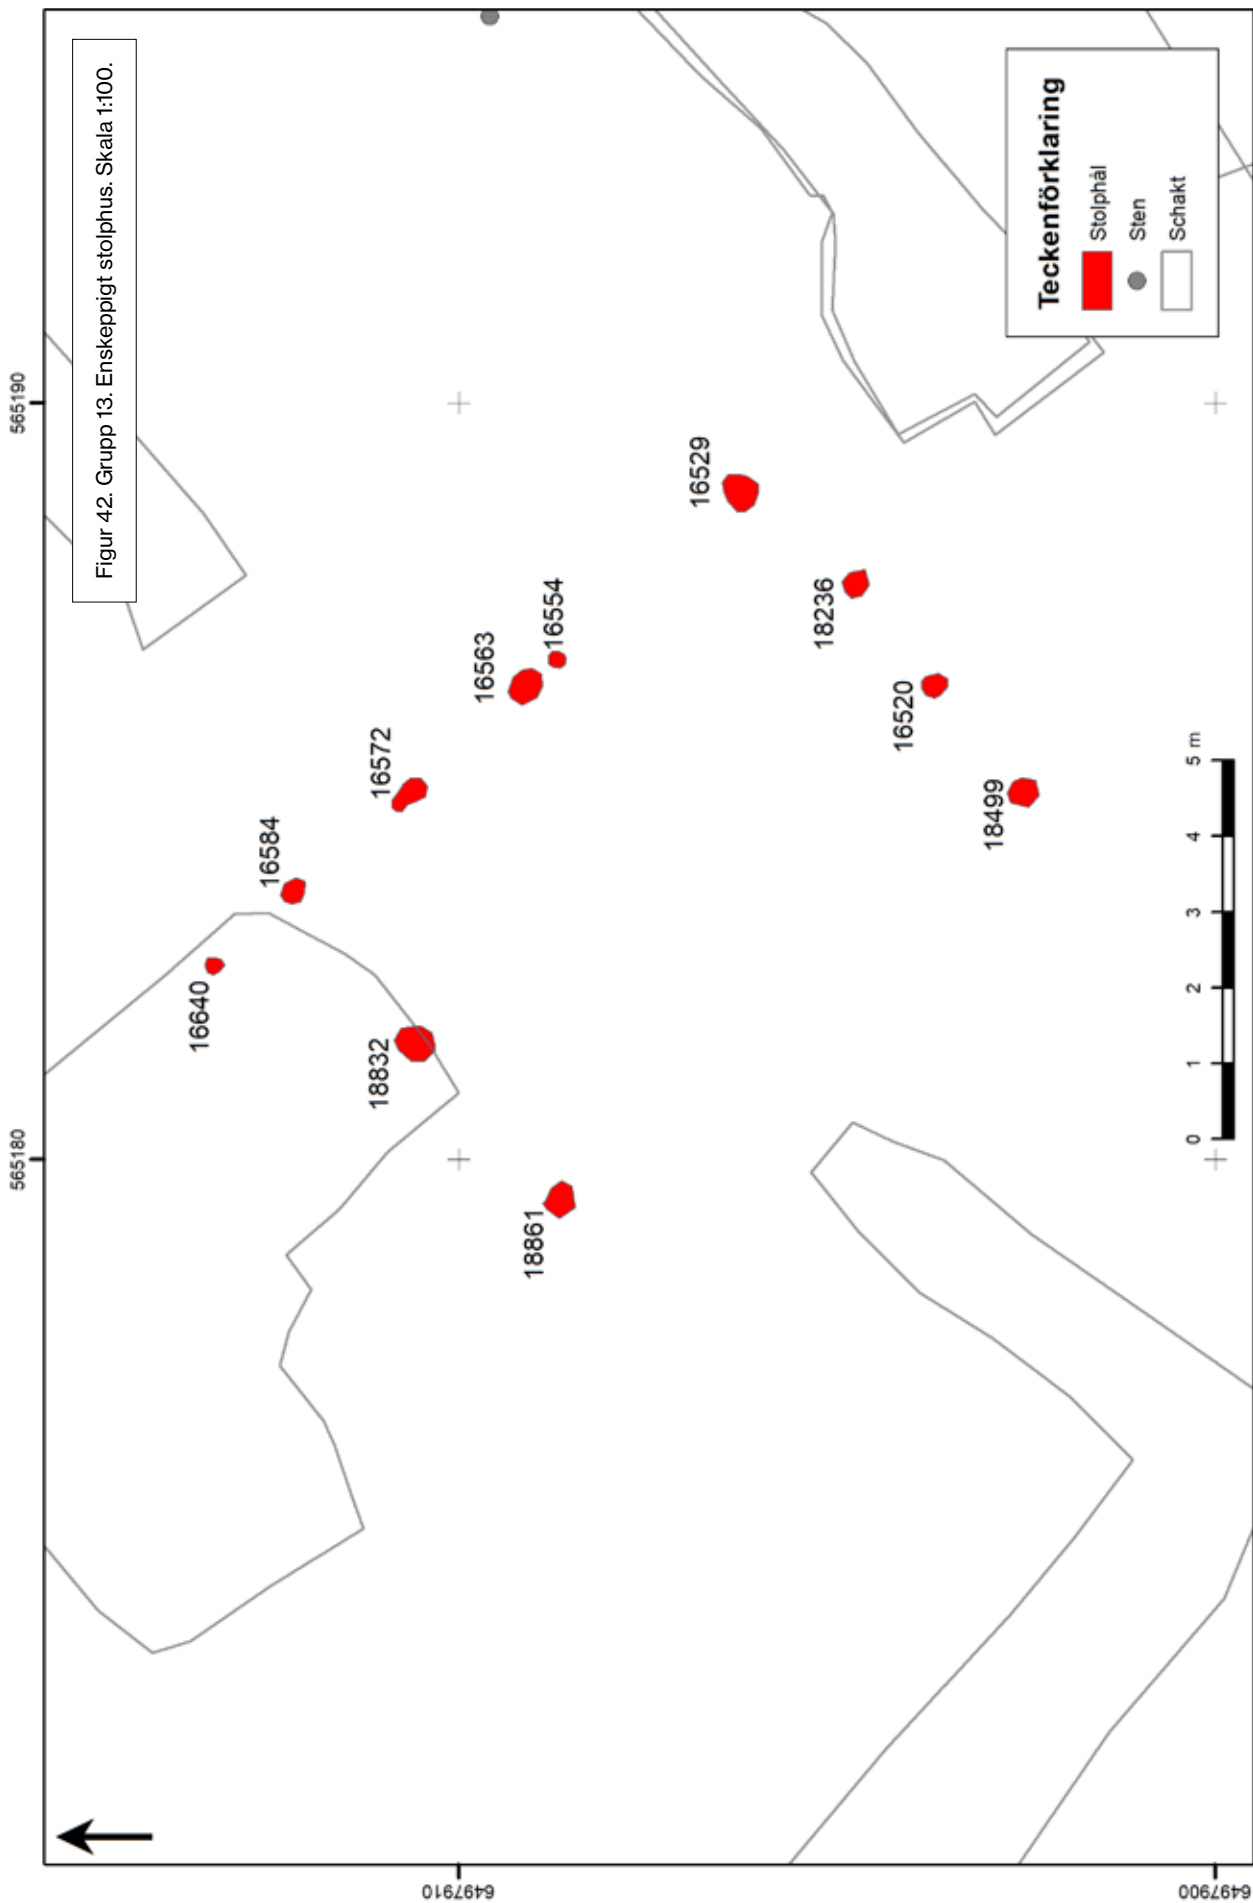 Figur 42. Grupp 13. Enskeppigt stolphus. Skala 1:100.
565180
565190
6497910
6497900
16640
16584
16572
16563
16554
16529
18832
18861
18236
16520
18499
0 1 2 3 4 5 m
Teckenförklaring
Stolphål
Sten
Schakt